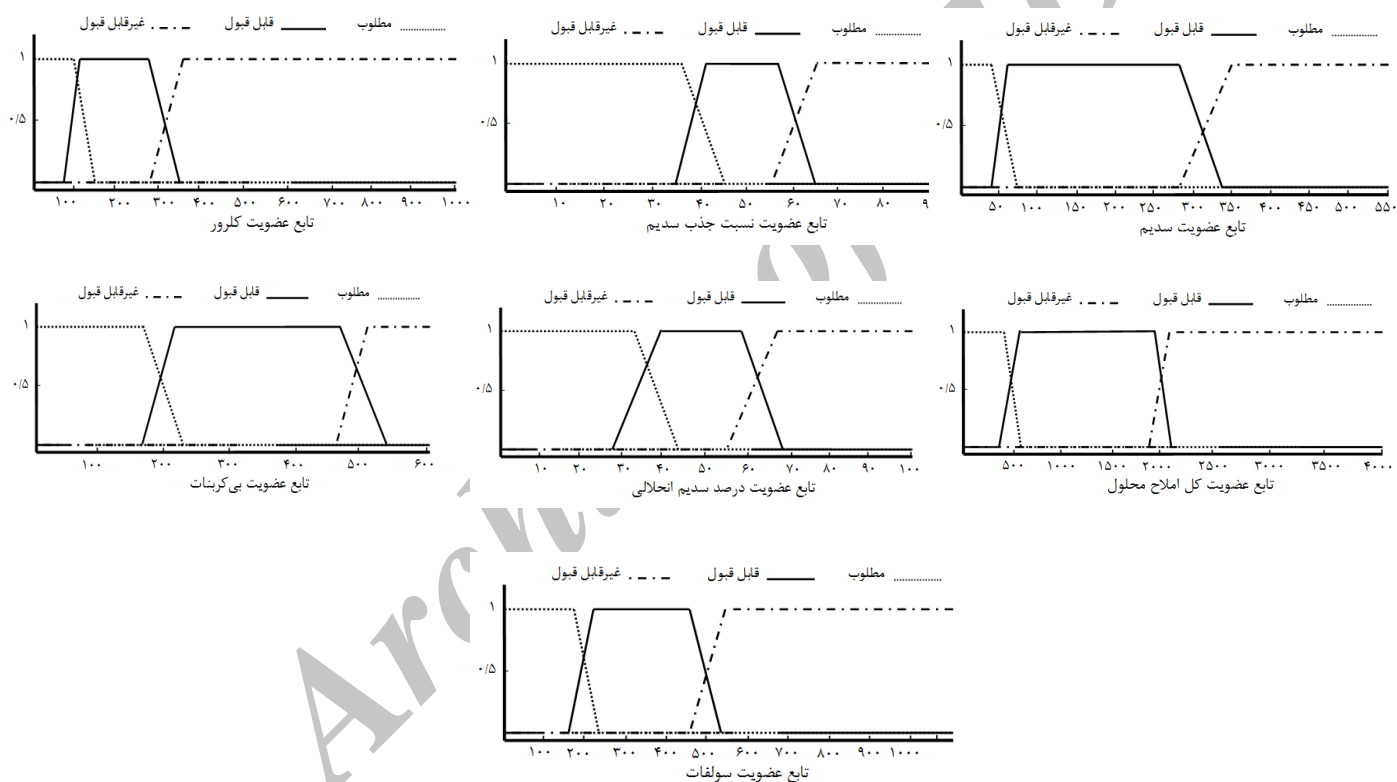 مطلوب قابل قبول غیرقابل قبول
۱
۰/۵
۵۰ ۱۰۰ ۱۵۰ ۲۰۰ ۲۵۰ ۳۰۰ ۳۵۰ ۴۰۰ ۴۵۰ ۵۰۰ ۵۵۰
تابع عضویت سدیم
مطلوب قابل قبول غیرقابل قبول
۱
۰/۵
۱۰ ۲۰ ۳۰ ۴۰ ۵۰ ۶۰ ۷۰ ۸۰ ۹
تابع عضویت نسبت جذب سدیم
مطلوب قابل قبول غیرقابل قبول
۱
۰/۵
۱۰۰ ۲۰۰ ۳۰۰ ۴۰۰ ۵۰۰ ۶۰۰ ۷۰۰ ۸۰۰ ۹۰۰ ۱۰۰۰
تابع عضویت کلرور
مطلوب قابل قبول غیرقابل قبول
۱
۰/۵
۵۰۰ ۱۰۰۰ ۱۵۰۰ ۲۰۰۰ ۲۵۰۰ ۳۰۰۰ ۳۵۰۰ ۴۰۰۰
تابع عضویت کل املاح محلول
مطلوب قابل قبول غیرقابل قبول
۱
۰/۵
۱۰ ۲۰ ۳۰ ۴۰ ۵۰ ۶۰ ۷۰ ۸۰ ۹۰ ۱۰۰
تابع عضویت درصد سدیم انحلالی
مطلوب قابل قبول غیرقابل قبول
۱
۰/۵
۱۰۰ ۲۰۰ ۳۰۰ ۴۰۰ ۵۰۰ ۶۰۰
تابع عضویت بی‌کربنات
مطلوب قابل قبول غیرقابل قبول
۱
۰/۵
۱۰۰ ۲۰۰ ۳۰۰ ۴۰۰ ۵۰۰ ۶۰۰ ۷۰۰ ۸۰۰ ۹۰۰ ۱۰۰۰
تابع عضویت سولفات